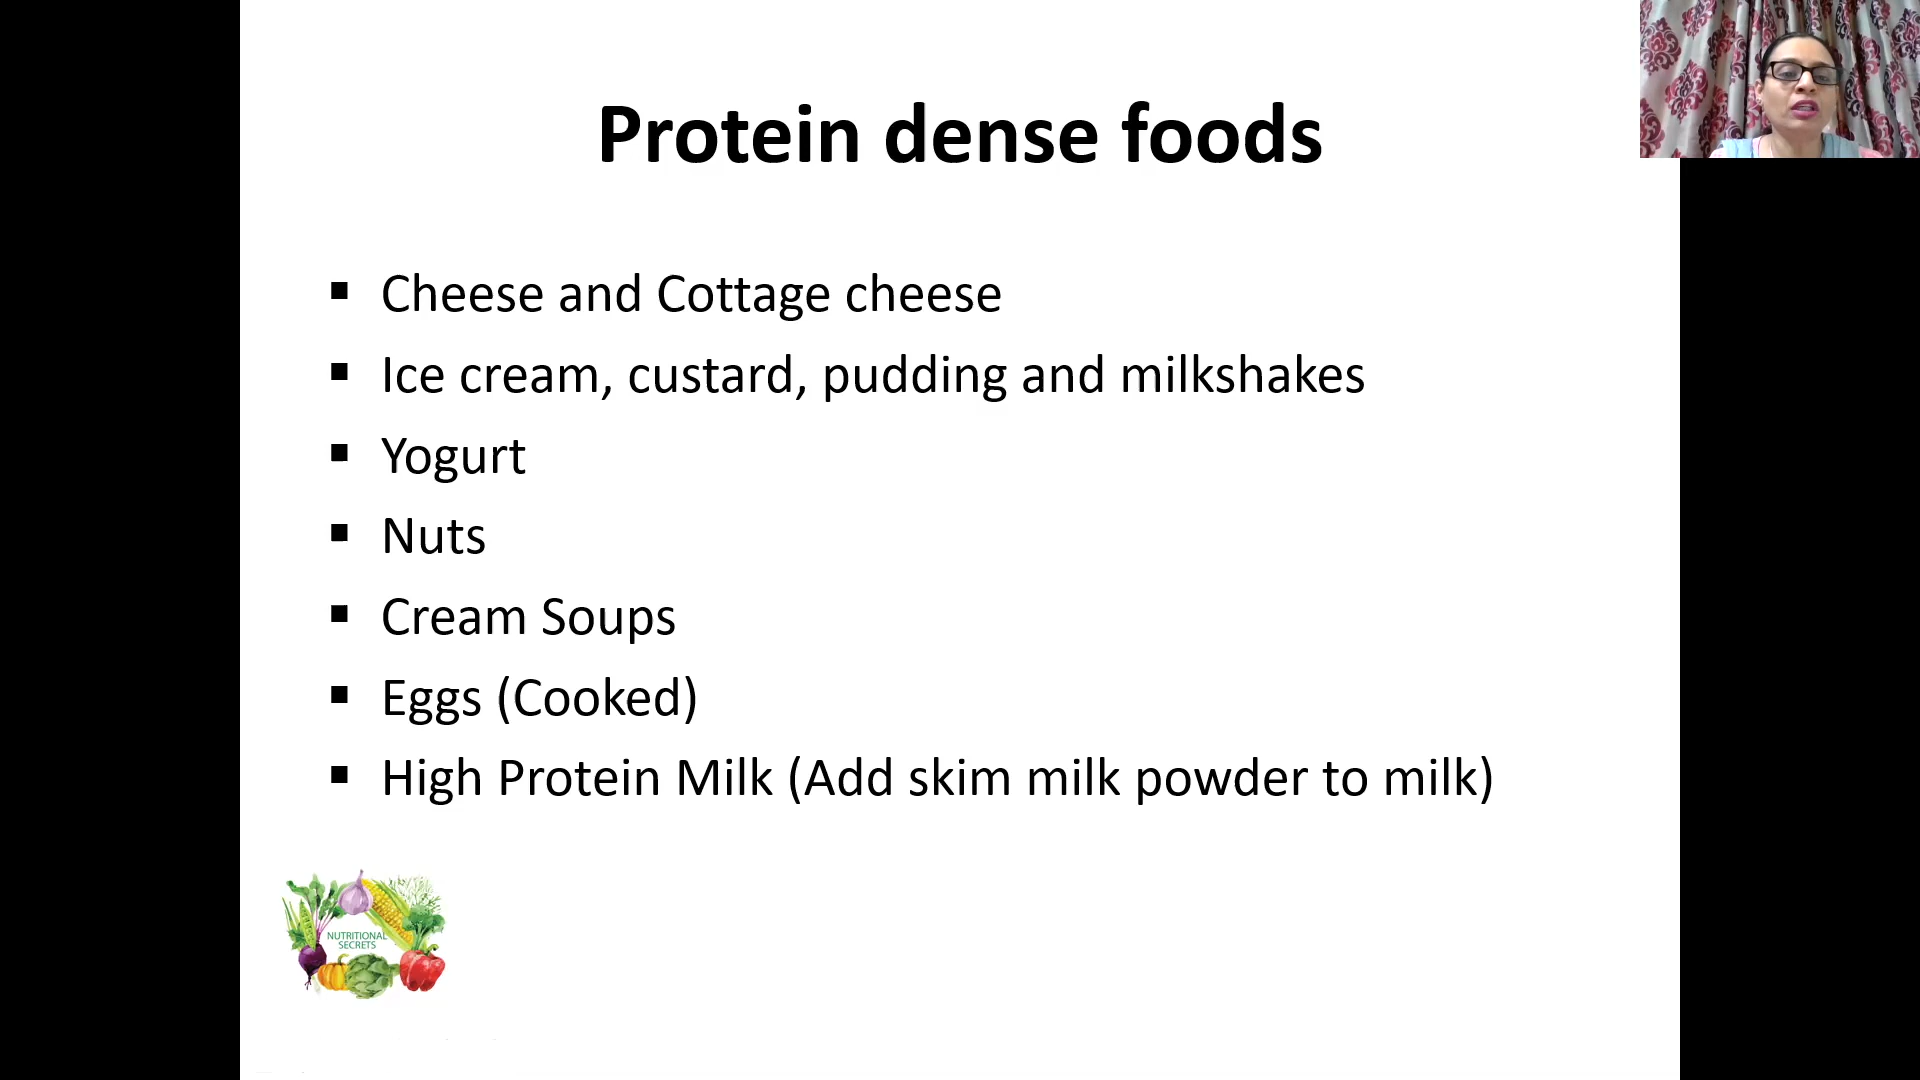 Protein dense foods
Cheese and Cottage cheese
Ice cream, custard, pudding and milkshakes
Yogurt
Nuts
Cream Soups
Eggs (Cooked)
High Protein Milk (Add skim milk powder to milk)
NUTRITIONAL
SECRETS